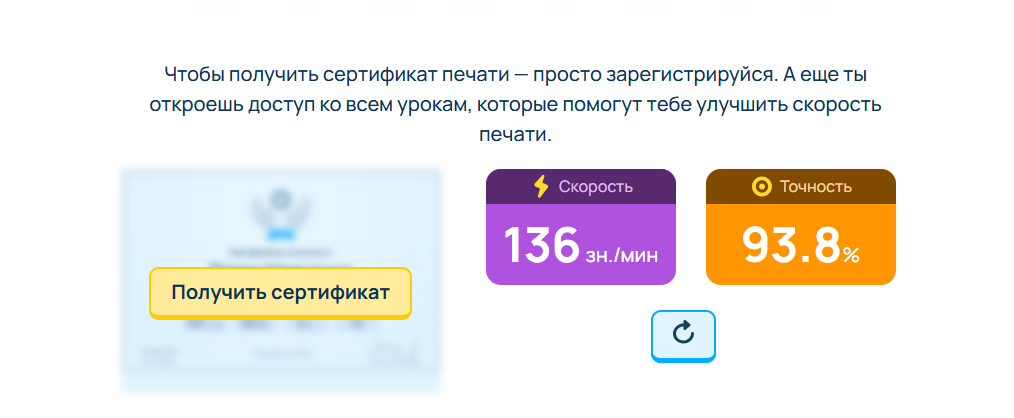 Чтобы получить сертификат печати — просто зарегистрируйся. А еще ты
откроешь доступ ко всем урокам, которые помогут тебе улучшить скорость
печати.
Получить сертификат
Скорость
136 зн./мин
Точность
93.8%